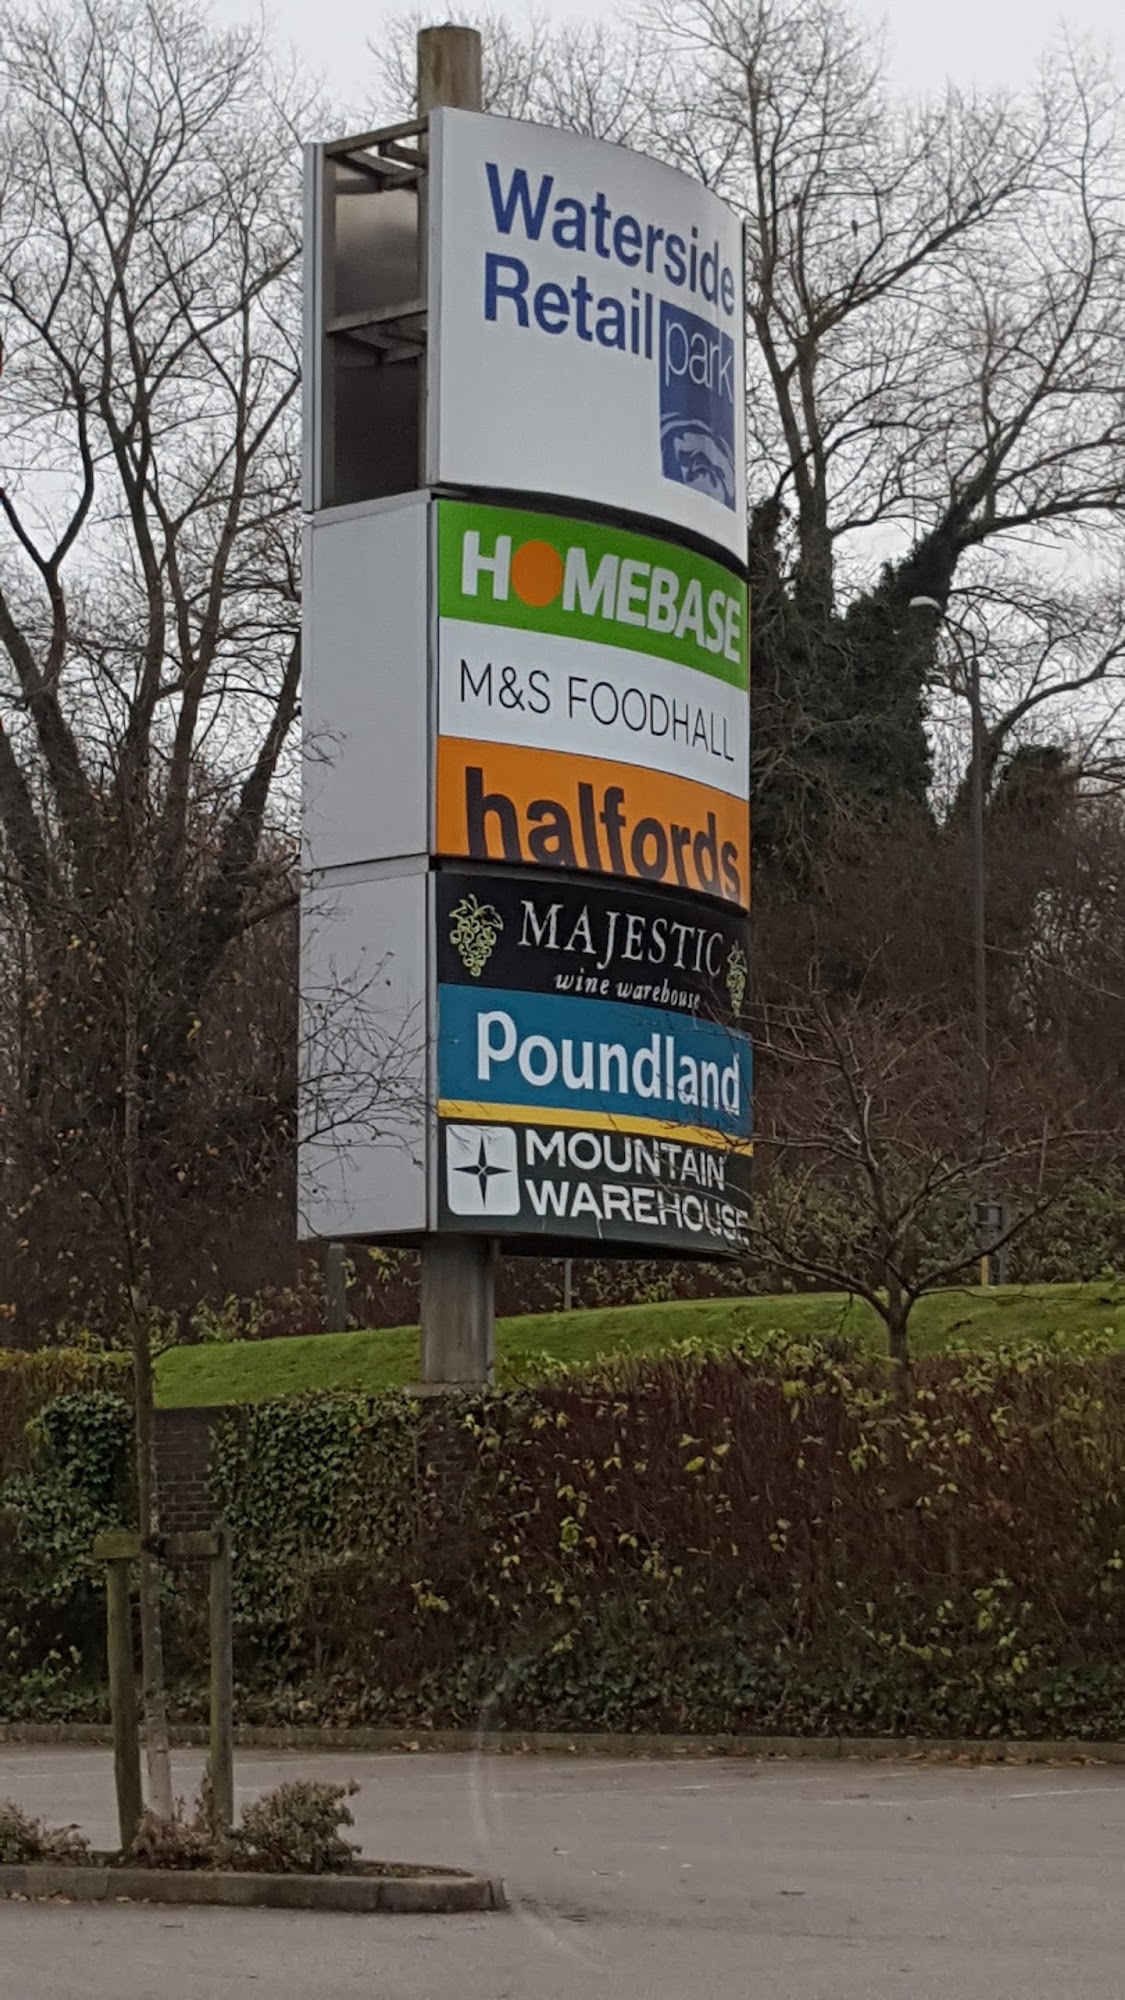 Waterside
Retail park
HOMEBASE
M&S FOODHALL
halfords
MAJESTIC
wine warehouse
Poundland
MOUNTAIN
WAREHOUSE